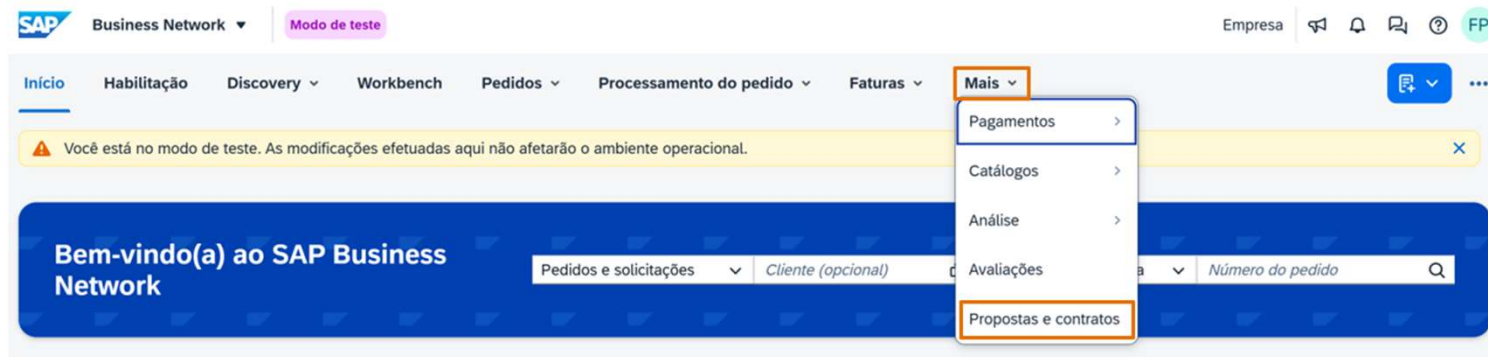 SAP Business Network Modo de teste Empresa FP
Início Habilitação Discovery Workbench Pedidos Processamento do pedido Faturas Mais
Pagamentos
Você está no modo de teste. As modificações efetuadas aqui não afetarão o ambiente operacional.
Catálogos
Análise
Bem-vindo(a) ao SAP Business
Network
Pedidos e solicitações Cliente (opcional) Avaliações a Número do pedido
Propostas e contratos